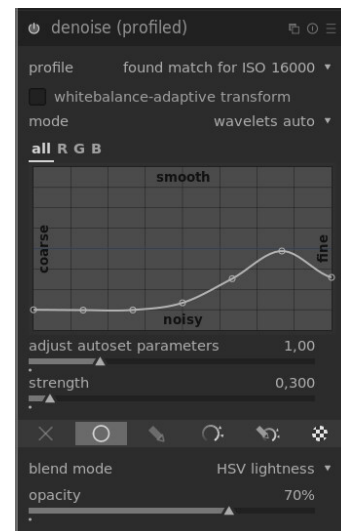 denoise (profiled)
profile found match for ISO 16000
whitebalance-adaptive transform
mode wavelets auto
all R G B
smooth
coarse
fine
noisy
adjust autoset parameters 1,00
strength 0,300
blend mode HSV lightness
opacity 70%